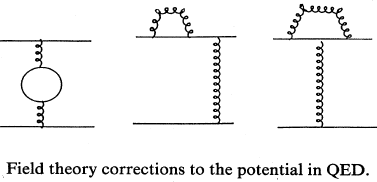 Field theory corrections to the potential in QED.